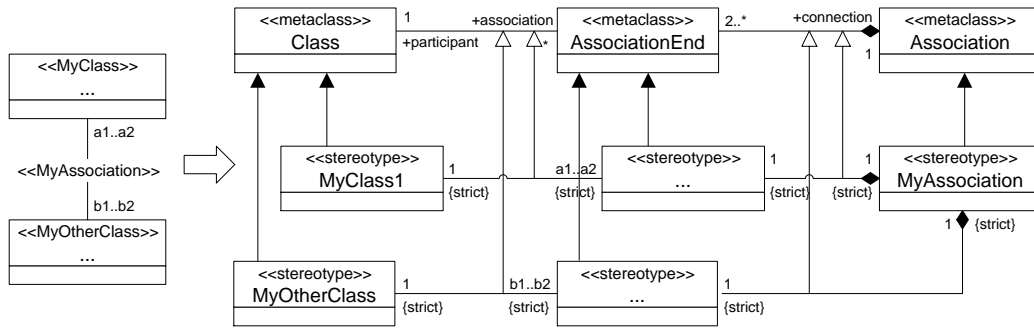 <<MyClass>>
...
a1..a2
<<MyAssociation>>
b1..b2
<<MyOtherClass>>
...
<<metaclass>>
Class
1
+participant
+association
*
<<metaclass>>
AssociationEnd
2..*
+connection
1
<<metaclass>>
Association
<<stereotype>>
MyClass1
1
{strict}
a1..a2
{strict}
<<stereotype>>
...
1
{strict}
1
{strict}
<<stereotype>>
MyAssociation
1
{strict}
<<stereotype>>
MyOtherClass
1
{strict}
b1..b2
{strict}
<<stereotype>>
...
1
{strict}